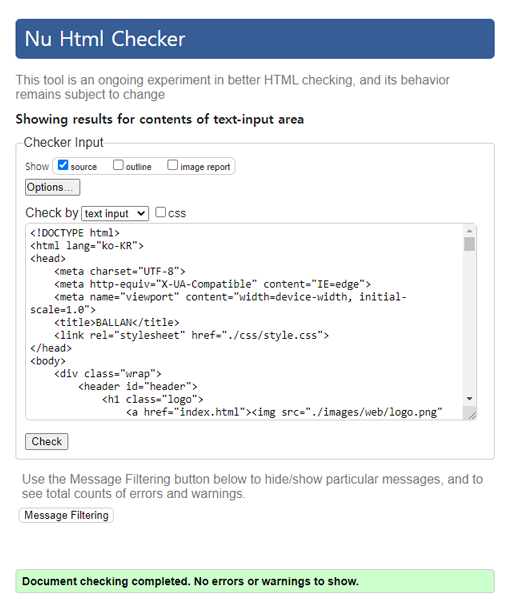 Nu Html Checker
This tool is an ongoing experiment in better HTML checking, and its behavior
remains subject to change
Showing results for contents of text-input area
Checker Input
Show source outline image report
Options...
Check by text input css
<!DOCTYPE html>
<html lang="ko-KR">
<head>
    <meta charset="UTF-8">
    <meta http-equiv="X-UA-Compatible" content="IE=edge">
    <meta name="viewport" content="width=device-width, initial-
scale=1.0">
    <title>BALLAN</title>
    <link rel="stylesheet" href="./css/style.css">
</head>
<body>
    <div class="wrap">
        <header id="header">
            <h1 class="logo">
                <a href="index.html"><img src="./images/web/logo.png"
Check
Use the Message Filtering button below to hide/show particular messages, and to
see total counts of errors and warnings.
Message Filtering
Document checking completed. No errors or warnings to show.